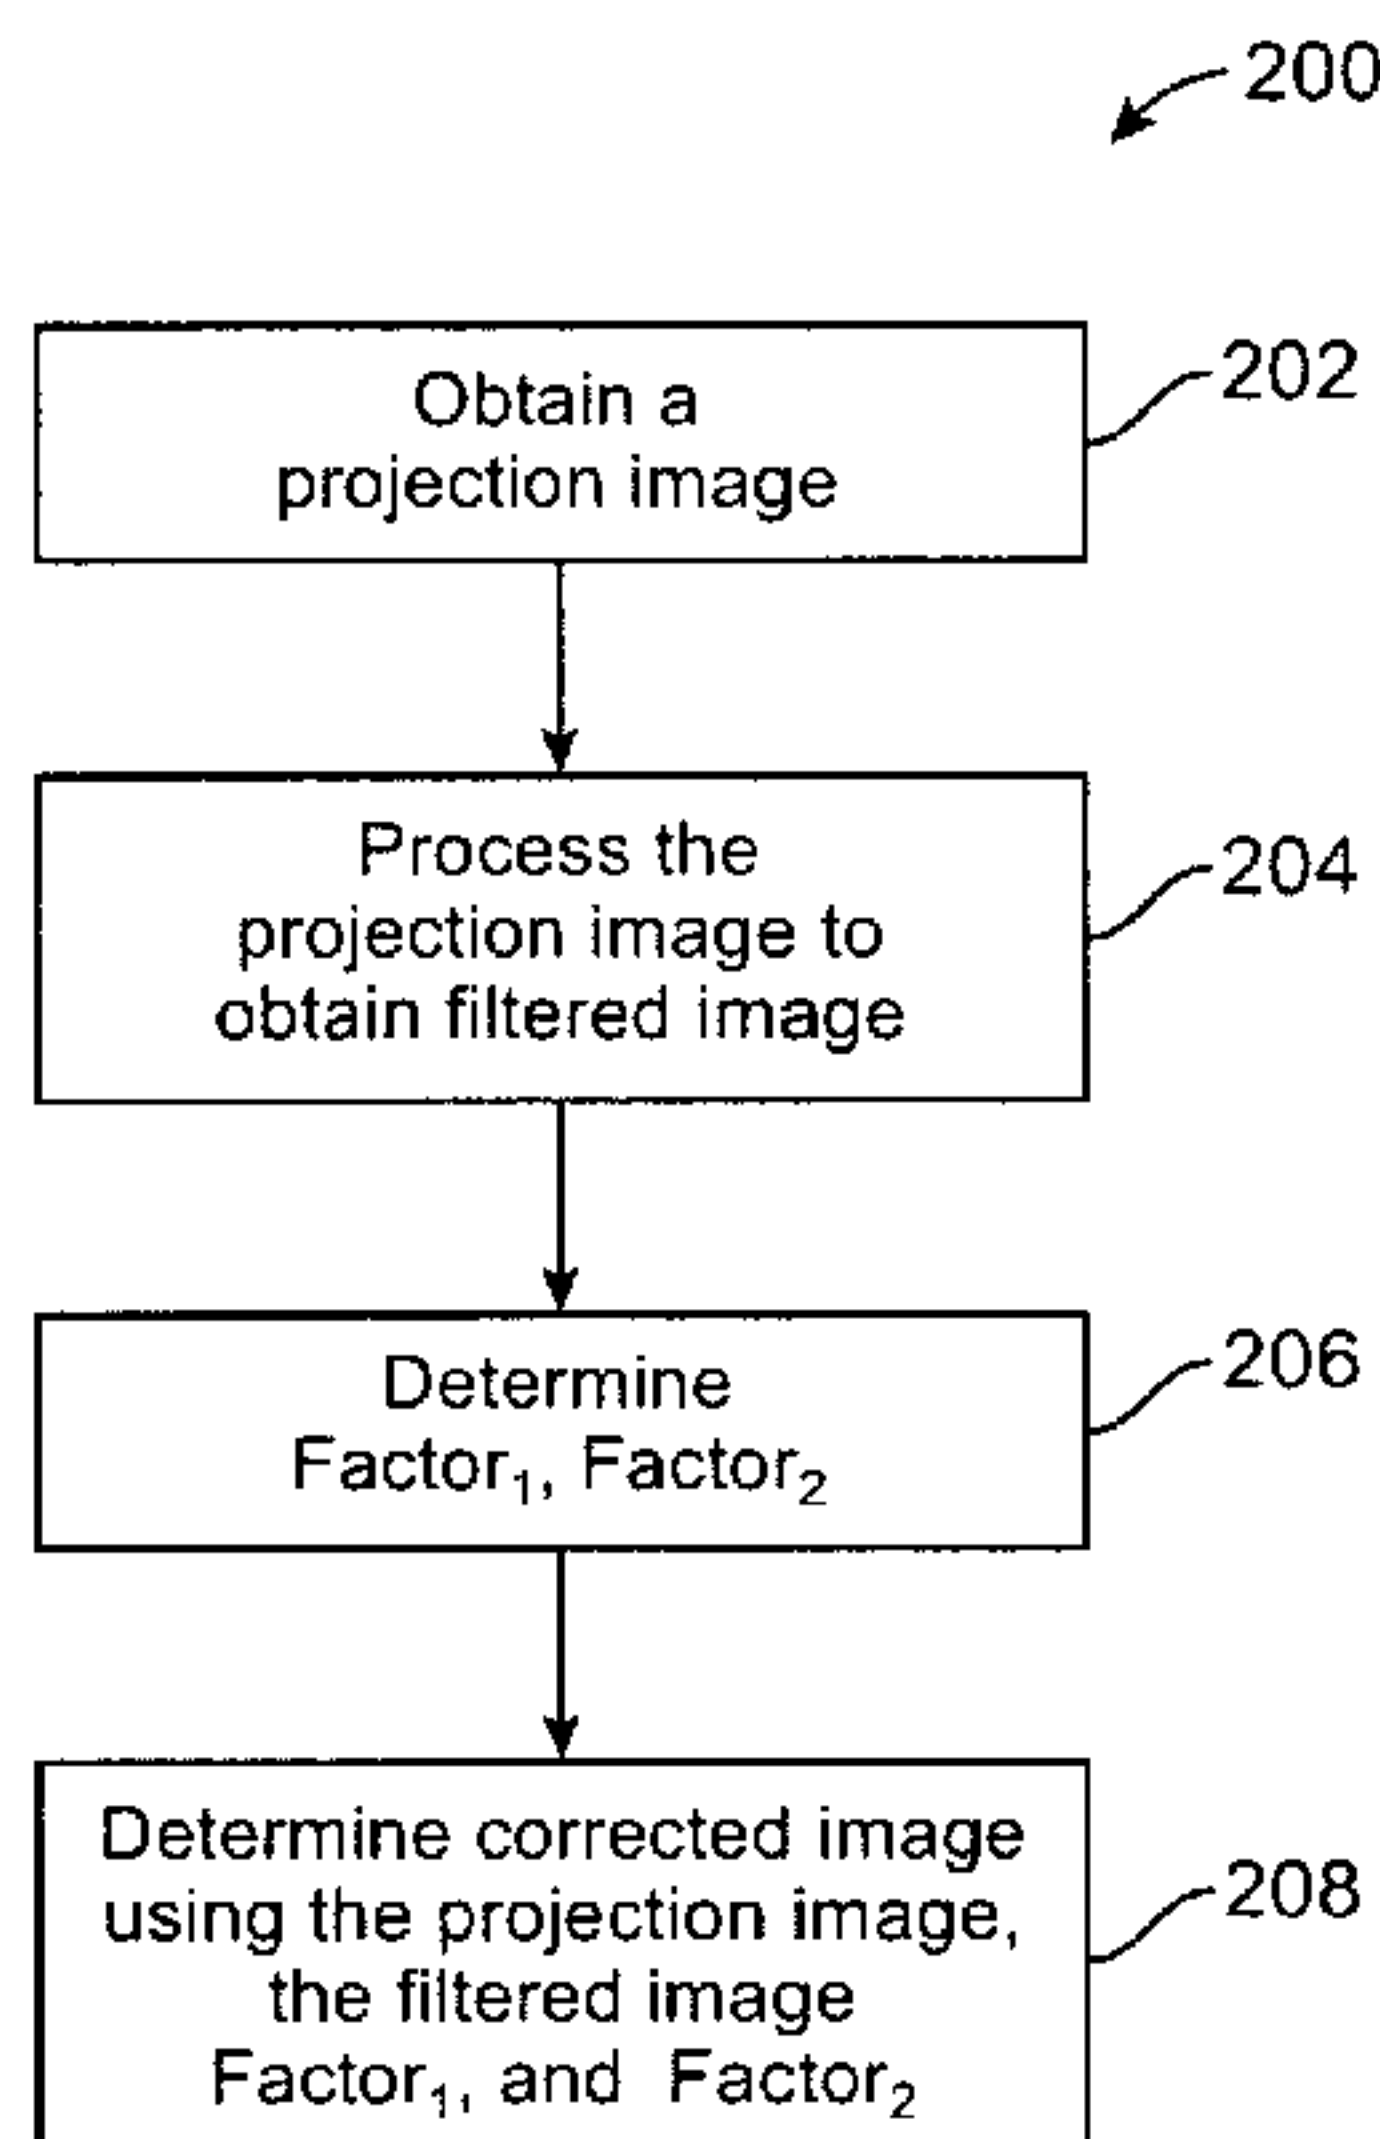 200
Obtain a
projection image
202
Process the
projection image to
obtain filtered image
204
Determine
Factor₁, Factor₂
206
Determine corrected image
using the projection image,
the filtered image
Factor₁, and Factor₂
208